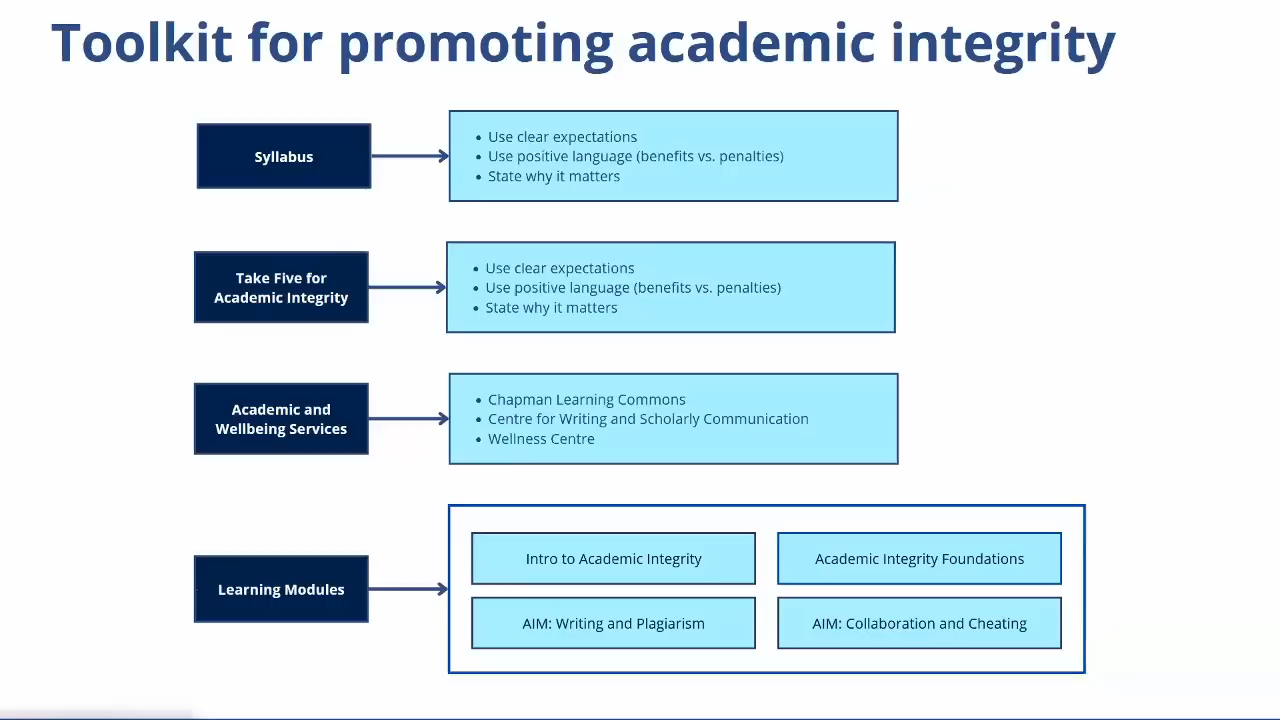 Toolkit for promoting academic integrity
Syllabus
• Use clear expectations
• Use positive language (benefits vs. penalties)
• State why it matters
Take Five for
Academic Integrity
• Use clear expectations
• Use positive language (benefits vs. penalties)
• State why it matters
Academic and
Wellbeing Services
• Chapman Learning Commons
• Centre for Writing and Scholarly Communication
• Wellness Centre
Learning Modules
Intro to Academic Integrity
Academic Integrity Foundations
AIM: Writing and Plagiarism
AIM: Collaboration and Cheating